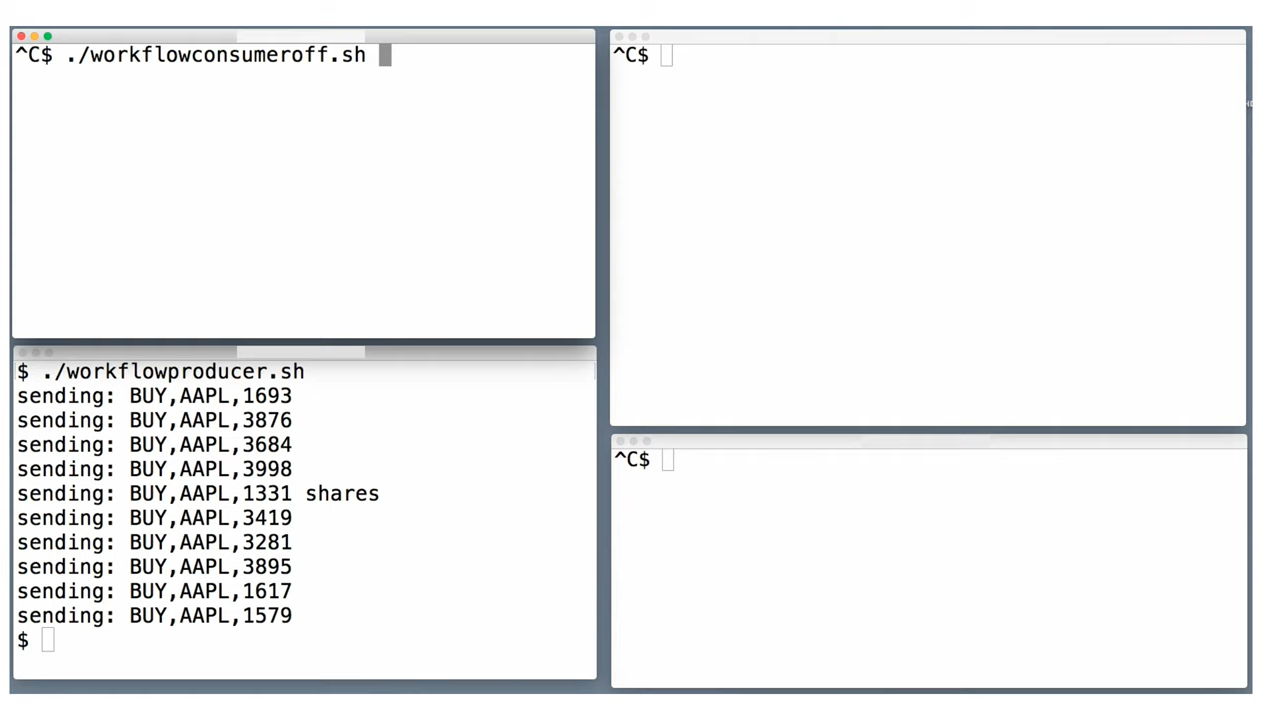 ^C$ ./workflowconsumeroff.sh
$ ./workflowproducer.sh
sending: BUY,AAPL,1693
sending: BUY,AAPL,3876
sending: BUY,AAPL,3684
sending: BUY,AAPL,3998
sending: BUY,AAPL,1331 shares
sending: BUY,AAPL,3419
sending: BUY,AAPL,3281
sending: BUY,AAPL,3895
sending: BUY,AAPL,1617
sending: BUY,AAPL,1579
$
^C$
^C$